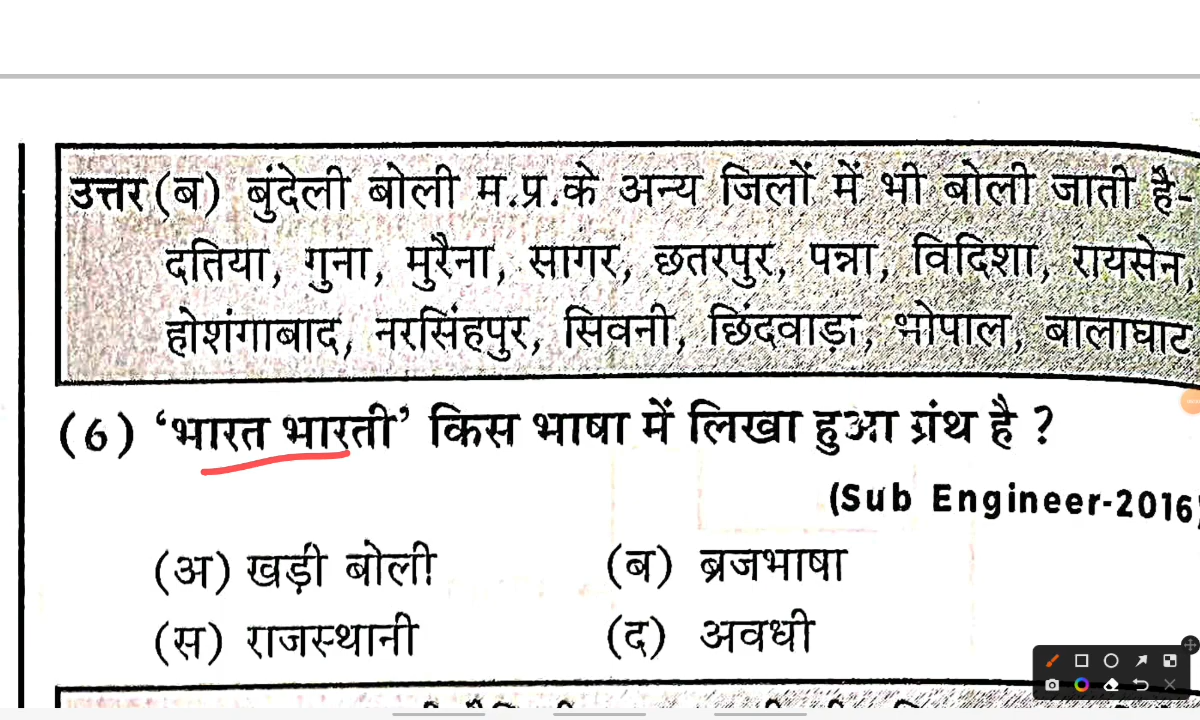 उत्तर (ब) बुंदेली बोली म.प्र.के अन्य जिलों में भी बोली जाती है-
दतिया, गुना, मुरैना, सागर, छतरपुर, पन्ना, विदिशा, रायसेन,
होशंगाबाद, नरसिंहपुर, सिवनी, छिंदवाड़ा, भोपाल, बालाघाट
(6) ‘भारत भारती’ किस भाषा में लिखा हुआ ग्रंथ है ?
(Sub Engineer-2016)
(अ) खड़ी बोली (ब) ब्रजभाषा
(स) राजस्थानी (द) अवधी